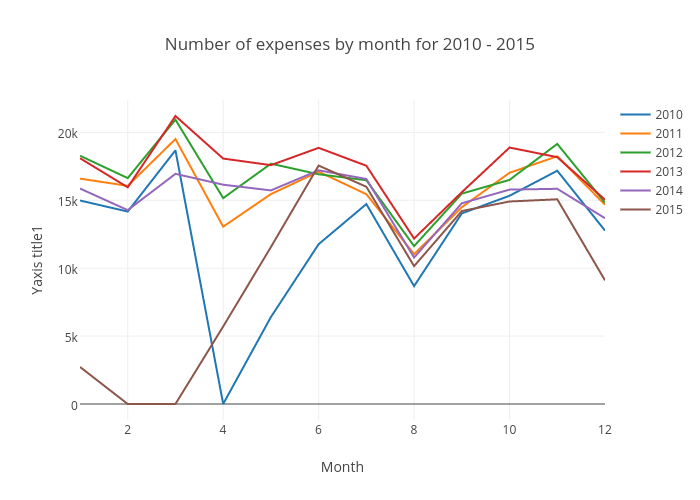 Number of expenses by month for 2010 - 2015
2010
2011
2012
2013
2014
2015
20k
15k
10k
5k
0
Yaxis title1
2 4 6 8 10 12
Month